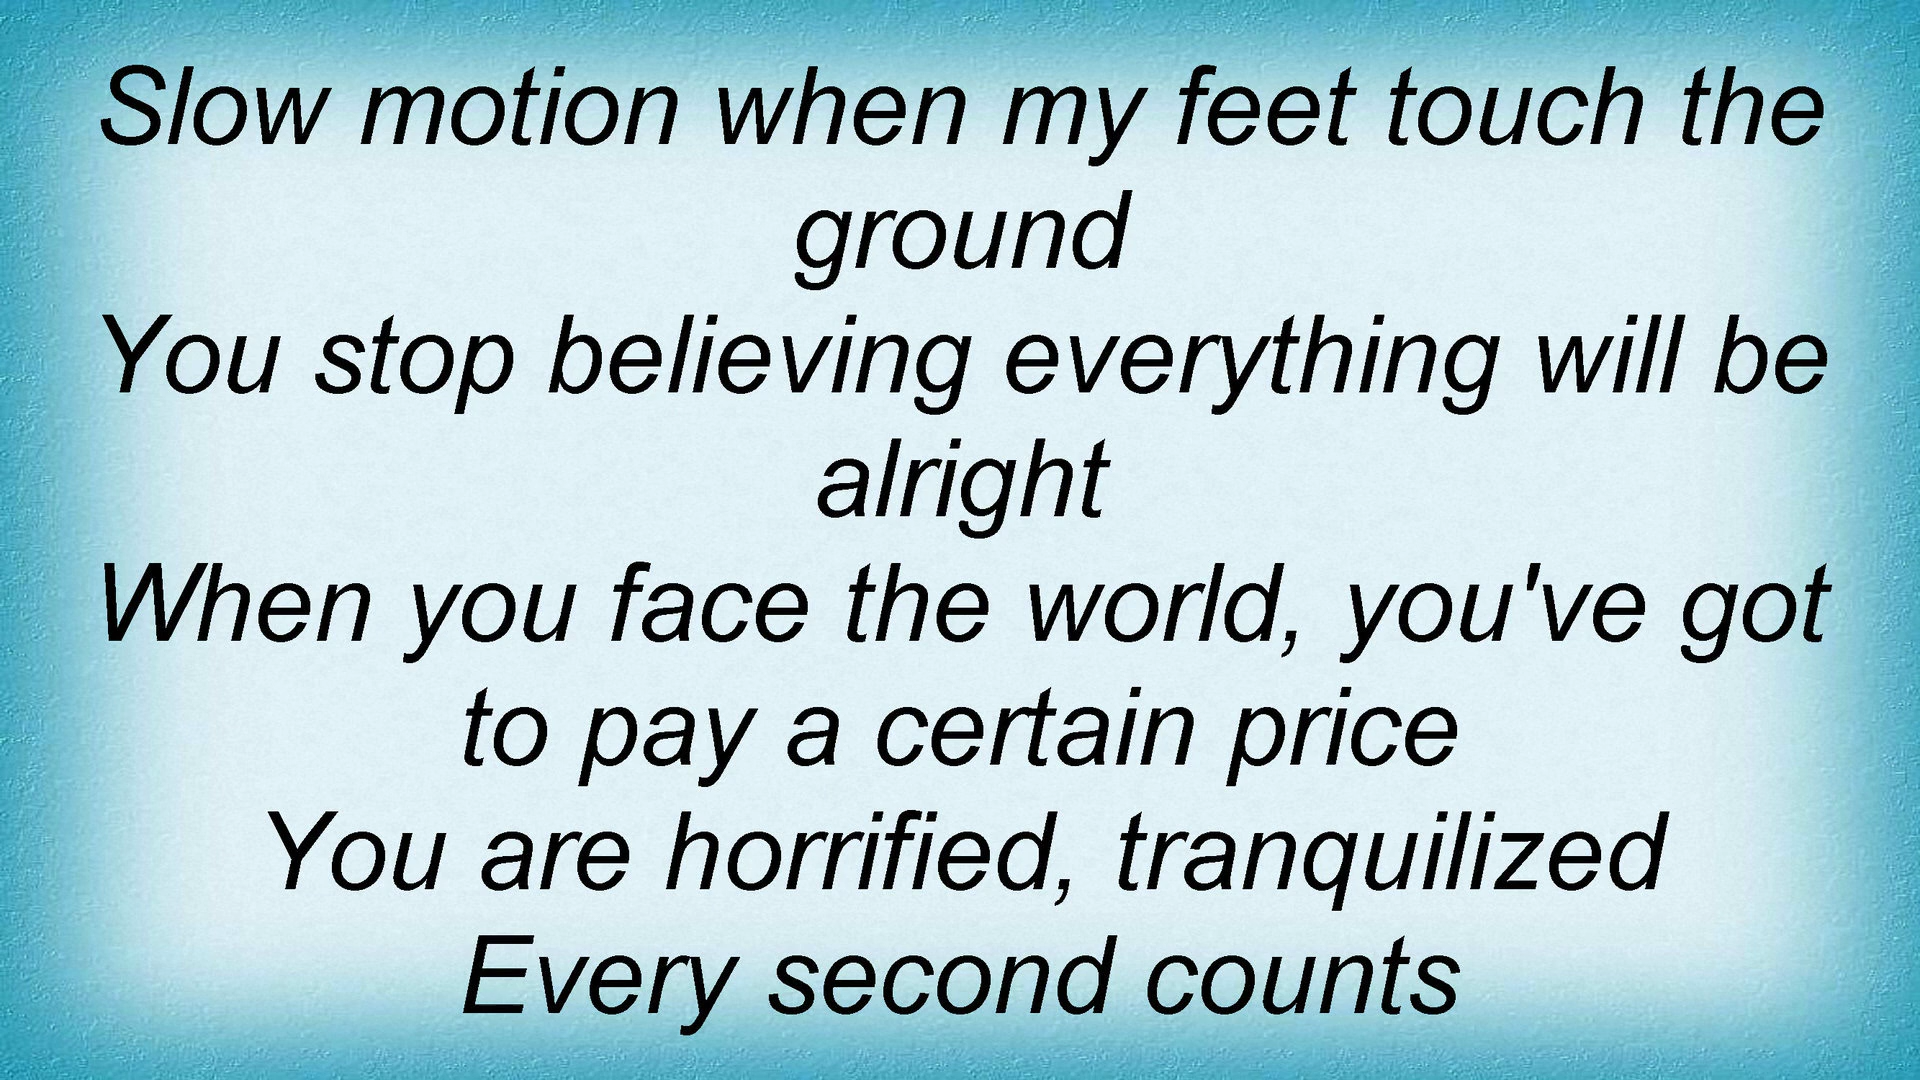 Slow motion when my feet touch the
ground
You stop believing everything will be
alright
When you face the world, you've got
to pay a certain price
You are horrified, tranquilized
Every second counts